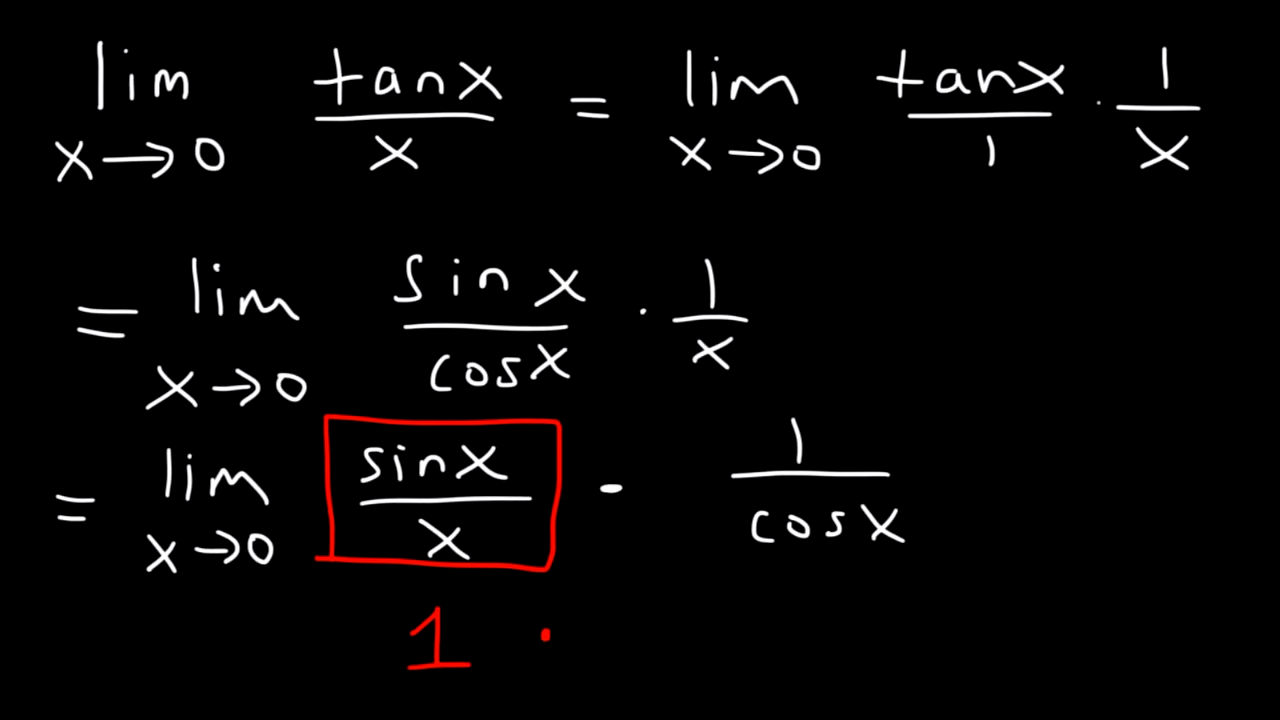 lim x→0 tanx/x = lim x→0 tanx/1 · 1/x
= lim x→0 sinx/cosx · 1/x
= lim x→0 sinx/x · 1/cosx
1 ·